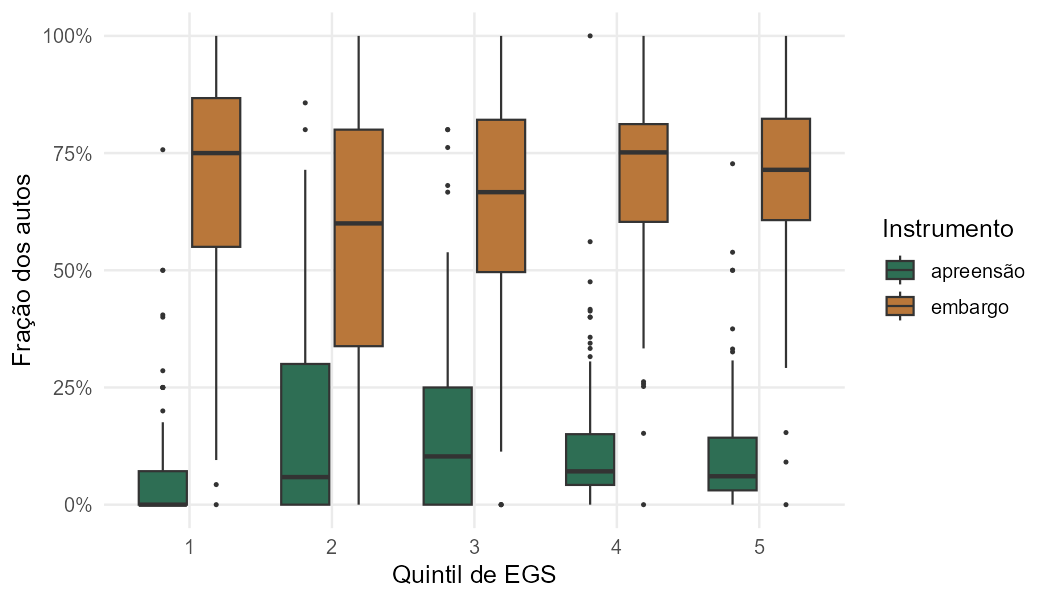 Fração dos autos
100%
75%
50%
25%
0%
1 2 3 4 5
Quintil de EGS
Instrumento
apreensão
embargo